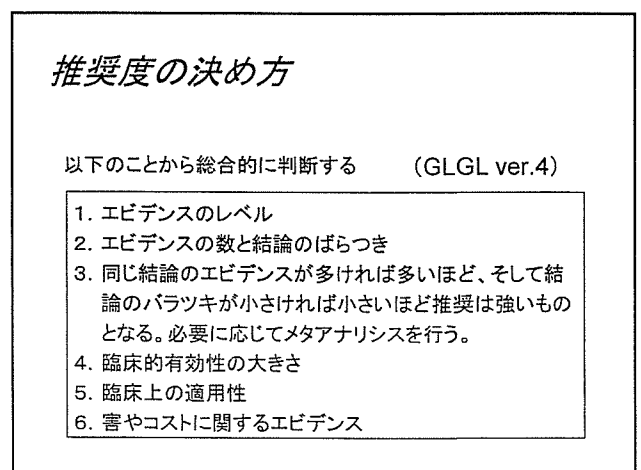 推奨度の決め方
以下のことから総合的に判断する (GLGL ver.4)
1. エビデンスのレベル
2. エビデンスの数と結論のばらつき
3. 同じ結論のエビデンスが多ければ多いほど、そして結
論のバラツキが小さければ小さいほど推奨は強いもの
となる。必要に応じてメタアナリシスを行う。
4. 臨床的有効性の大きさ
5. 臨床上の適用性
6. 害やコストに関するエビデンス